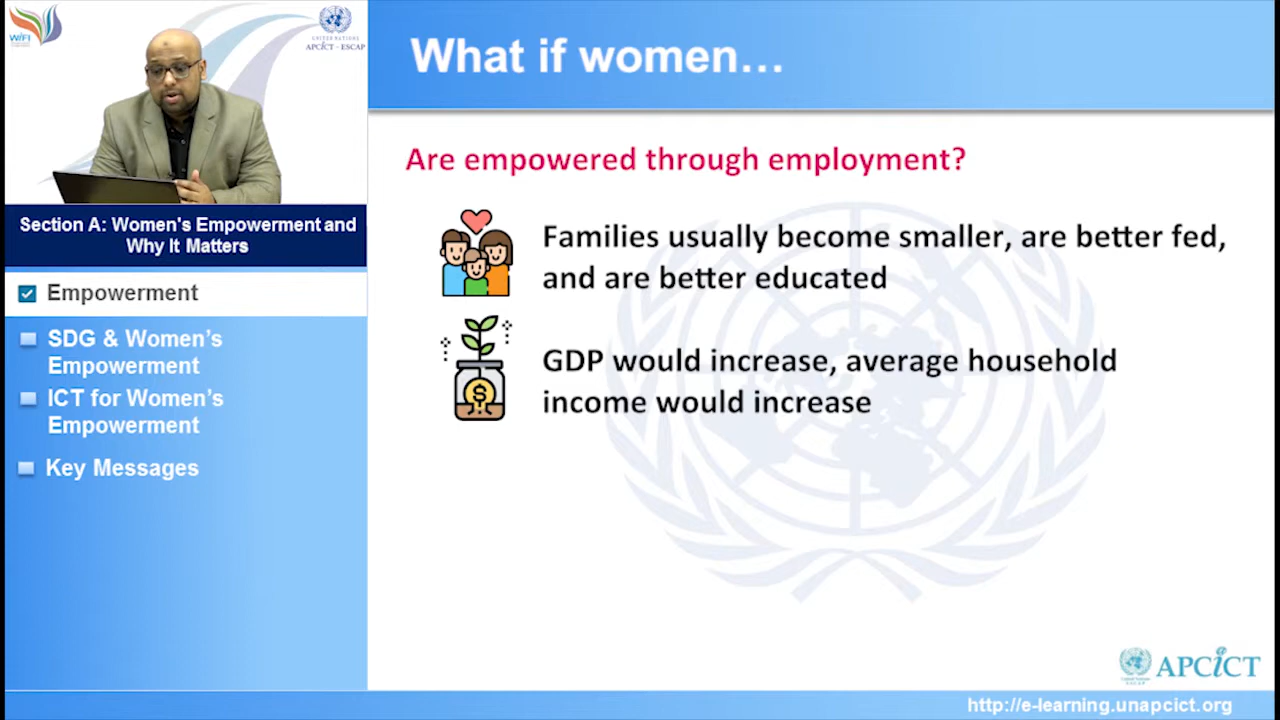 WIFI
UNITED NATIONS
APCICT - ESCAP
Section A: Women's Empowerment and
Why It Matters
Empowerment
SDG & Women’s
Empowerment
ICT for Women’s
Empowerment
Key Messages
What if women…
Are empowered through employment?
Families usually become smaller, are better fed,
and are better educated
GDP would increase, average household
income would increase
APCICT
http://e-learning.unapcict.org